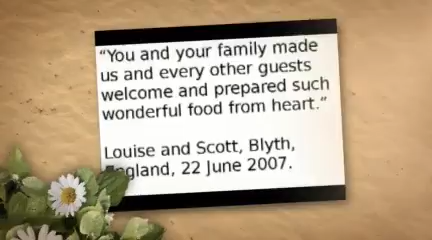 “You and your family made
us and every other guests
welcome and prepared such
wonderful food from heart.”
Louise and Scott, Blyth,
England, 22 June 2007.